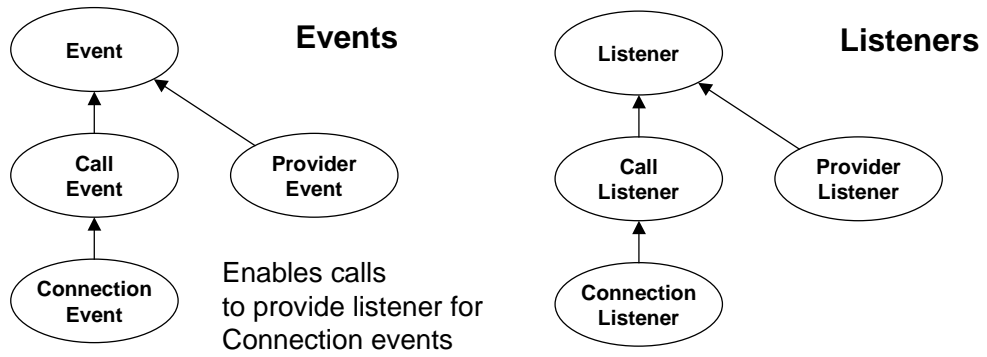 Events
Event
Call
Event
Provider
Event
Connection
Event
Enables calls
to provide listener for
Connection events
Listeners
Listener
Call
Listener
Provider
Listener
Connection
Listener